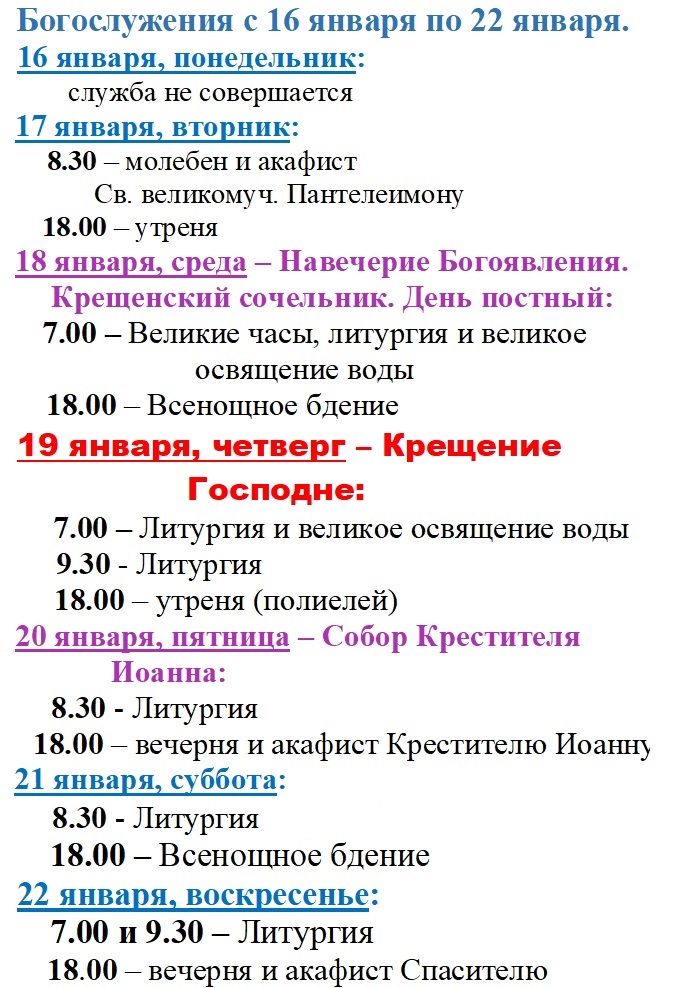 Богослужения с 16 января по 22 января.
16 января, понедельник:
служба не совершается
17 января, вторник:
8.30 – молебен и акафист
Св. великомуч. Пантелеимону
18.00 – утреня
18 января, среда – Навечерие Богоявления.
Крещенский сочельник. День постный:
7.00 – Великие часы, литургия и великое
освящение воды
18.00 – Всенощное бдение
19 января, четверг – Крещение
Господне:
7.00 – Литургия и великое освящение воды
9.30 - Литургия
18.00 – утреня (полиелей)
20 января, пятница – Собор Крестителя
Иоанна:
8.30 - Литургия
18.00 – вечерня и акафист Крестителю Иоанну
21 января, суббота:
8.30 - Литургия
18.00 – Всенощное бдение
22 января, воскресенье:
7.00 и 9.30 – Литургия
18.00 – вечерня и акафист Спасителю